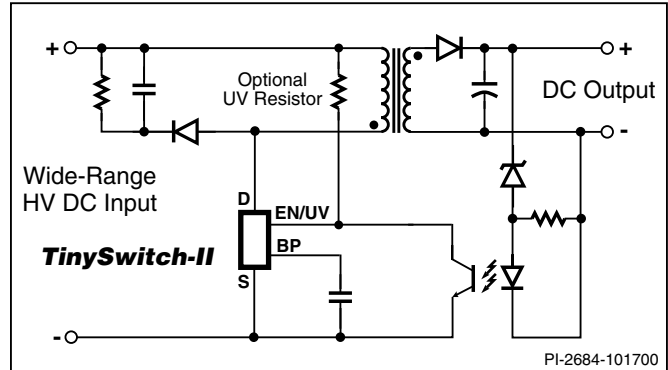 +
+
Optional
UV Resistor
DC Output
-
Wide-Range
HV DC Input
D
EN/UV
BP
TinySwitch-II
S
-
PI-2684-101700